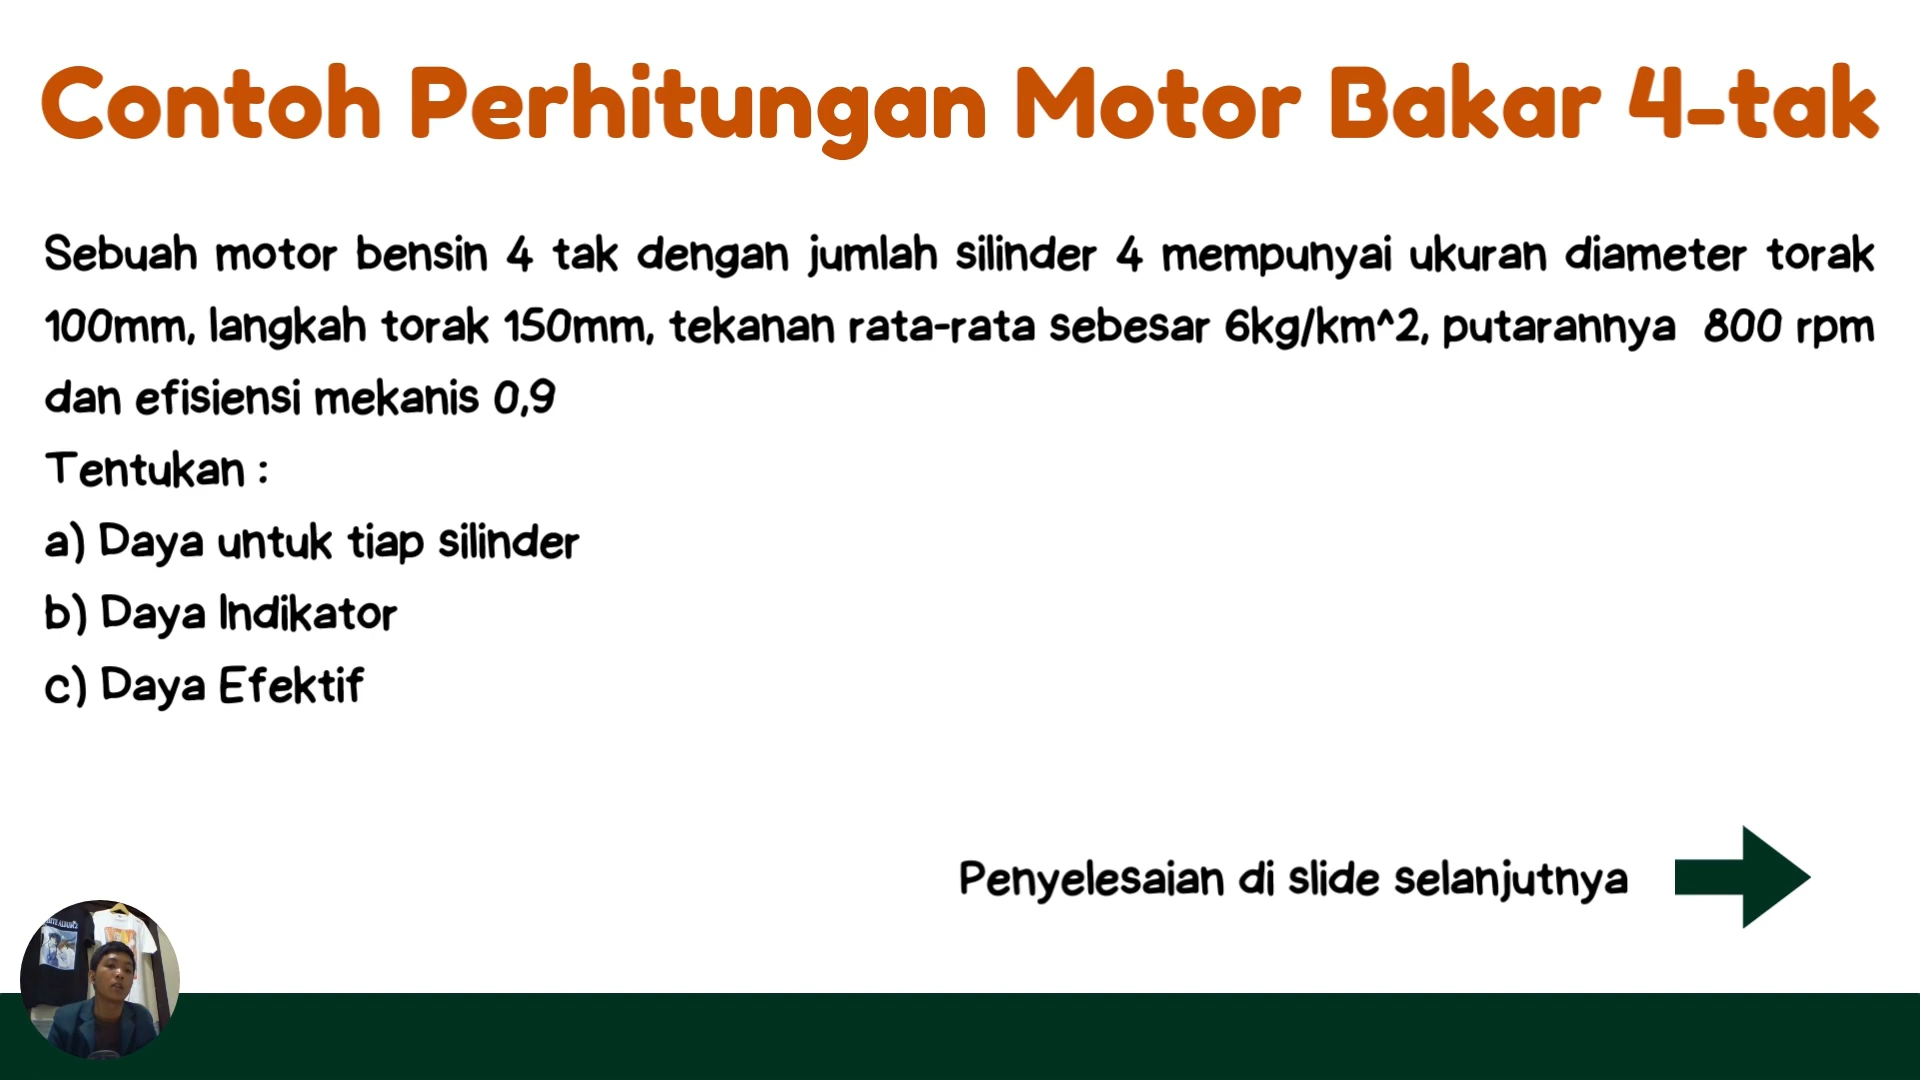 Contoh Perhitungan Motor Bakar 4-tak
Sebuah motor bensin 4 tak dengan jumlah silinder 4 mempunyai ukuran diameter torak
100mm, langkah torak 150mm, tekanan rata-rata sebesar 6kg/km^2, putarannya 800 rpm
dan efisiensi mekanis 0,9
Tentukan :
a) Daya untuk tiap silinder
b) Daya Indikator
c) Daya Efektif
Penyelesaian di slide selanjutnya